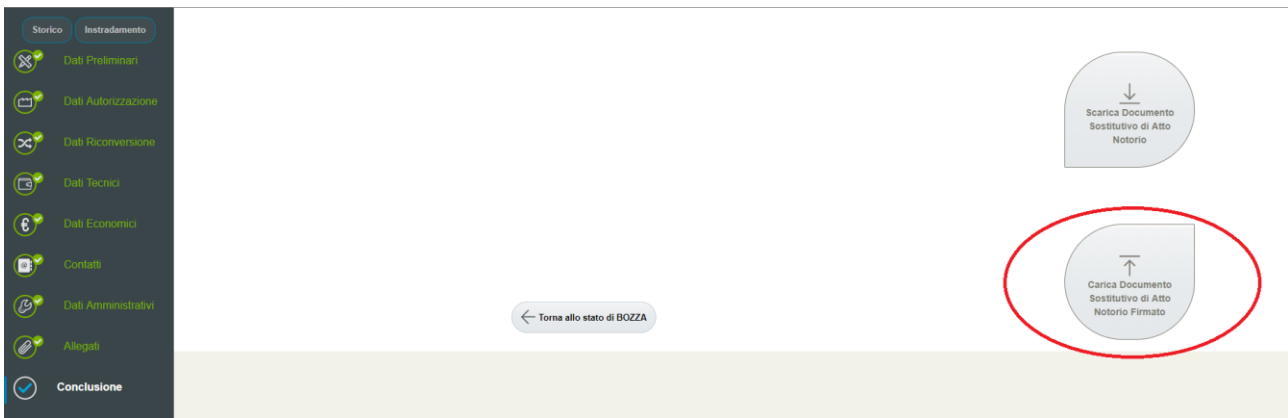 Storico
Instradamento
Dati Preliminari
Dati Autorizzazione
Dati Riconversione
Dati Tecnici
Dati Economici
Contatti
Dati Amministrativi
Allegati
Conclusione
Torna allo stato di BOZZA
Scarica Documento
Sostitutivo di Atto
Notorio
Carica Documento
Sostitutivo di Atto
Notorio Firmato